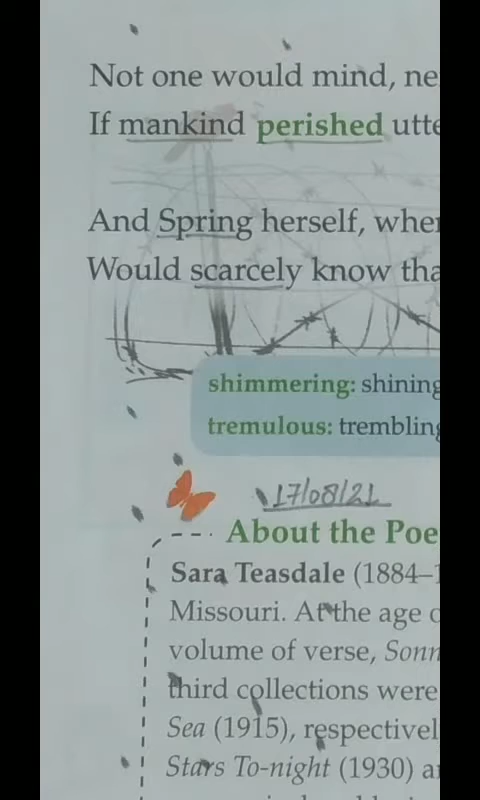 Not one would mind, ne
If mankind perished utte
And Spring herself, whe
Would scarcely know tha
shimmering: shining
tremulous: trembling
17/08/21
About the Poe
Sara Teasdale (1884–1
Missouri. At the age o
volume of verse, Sonn
third collections were
Sea (1915), respectivel
Stars To-night (1930) a